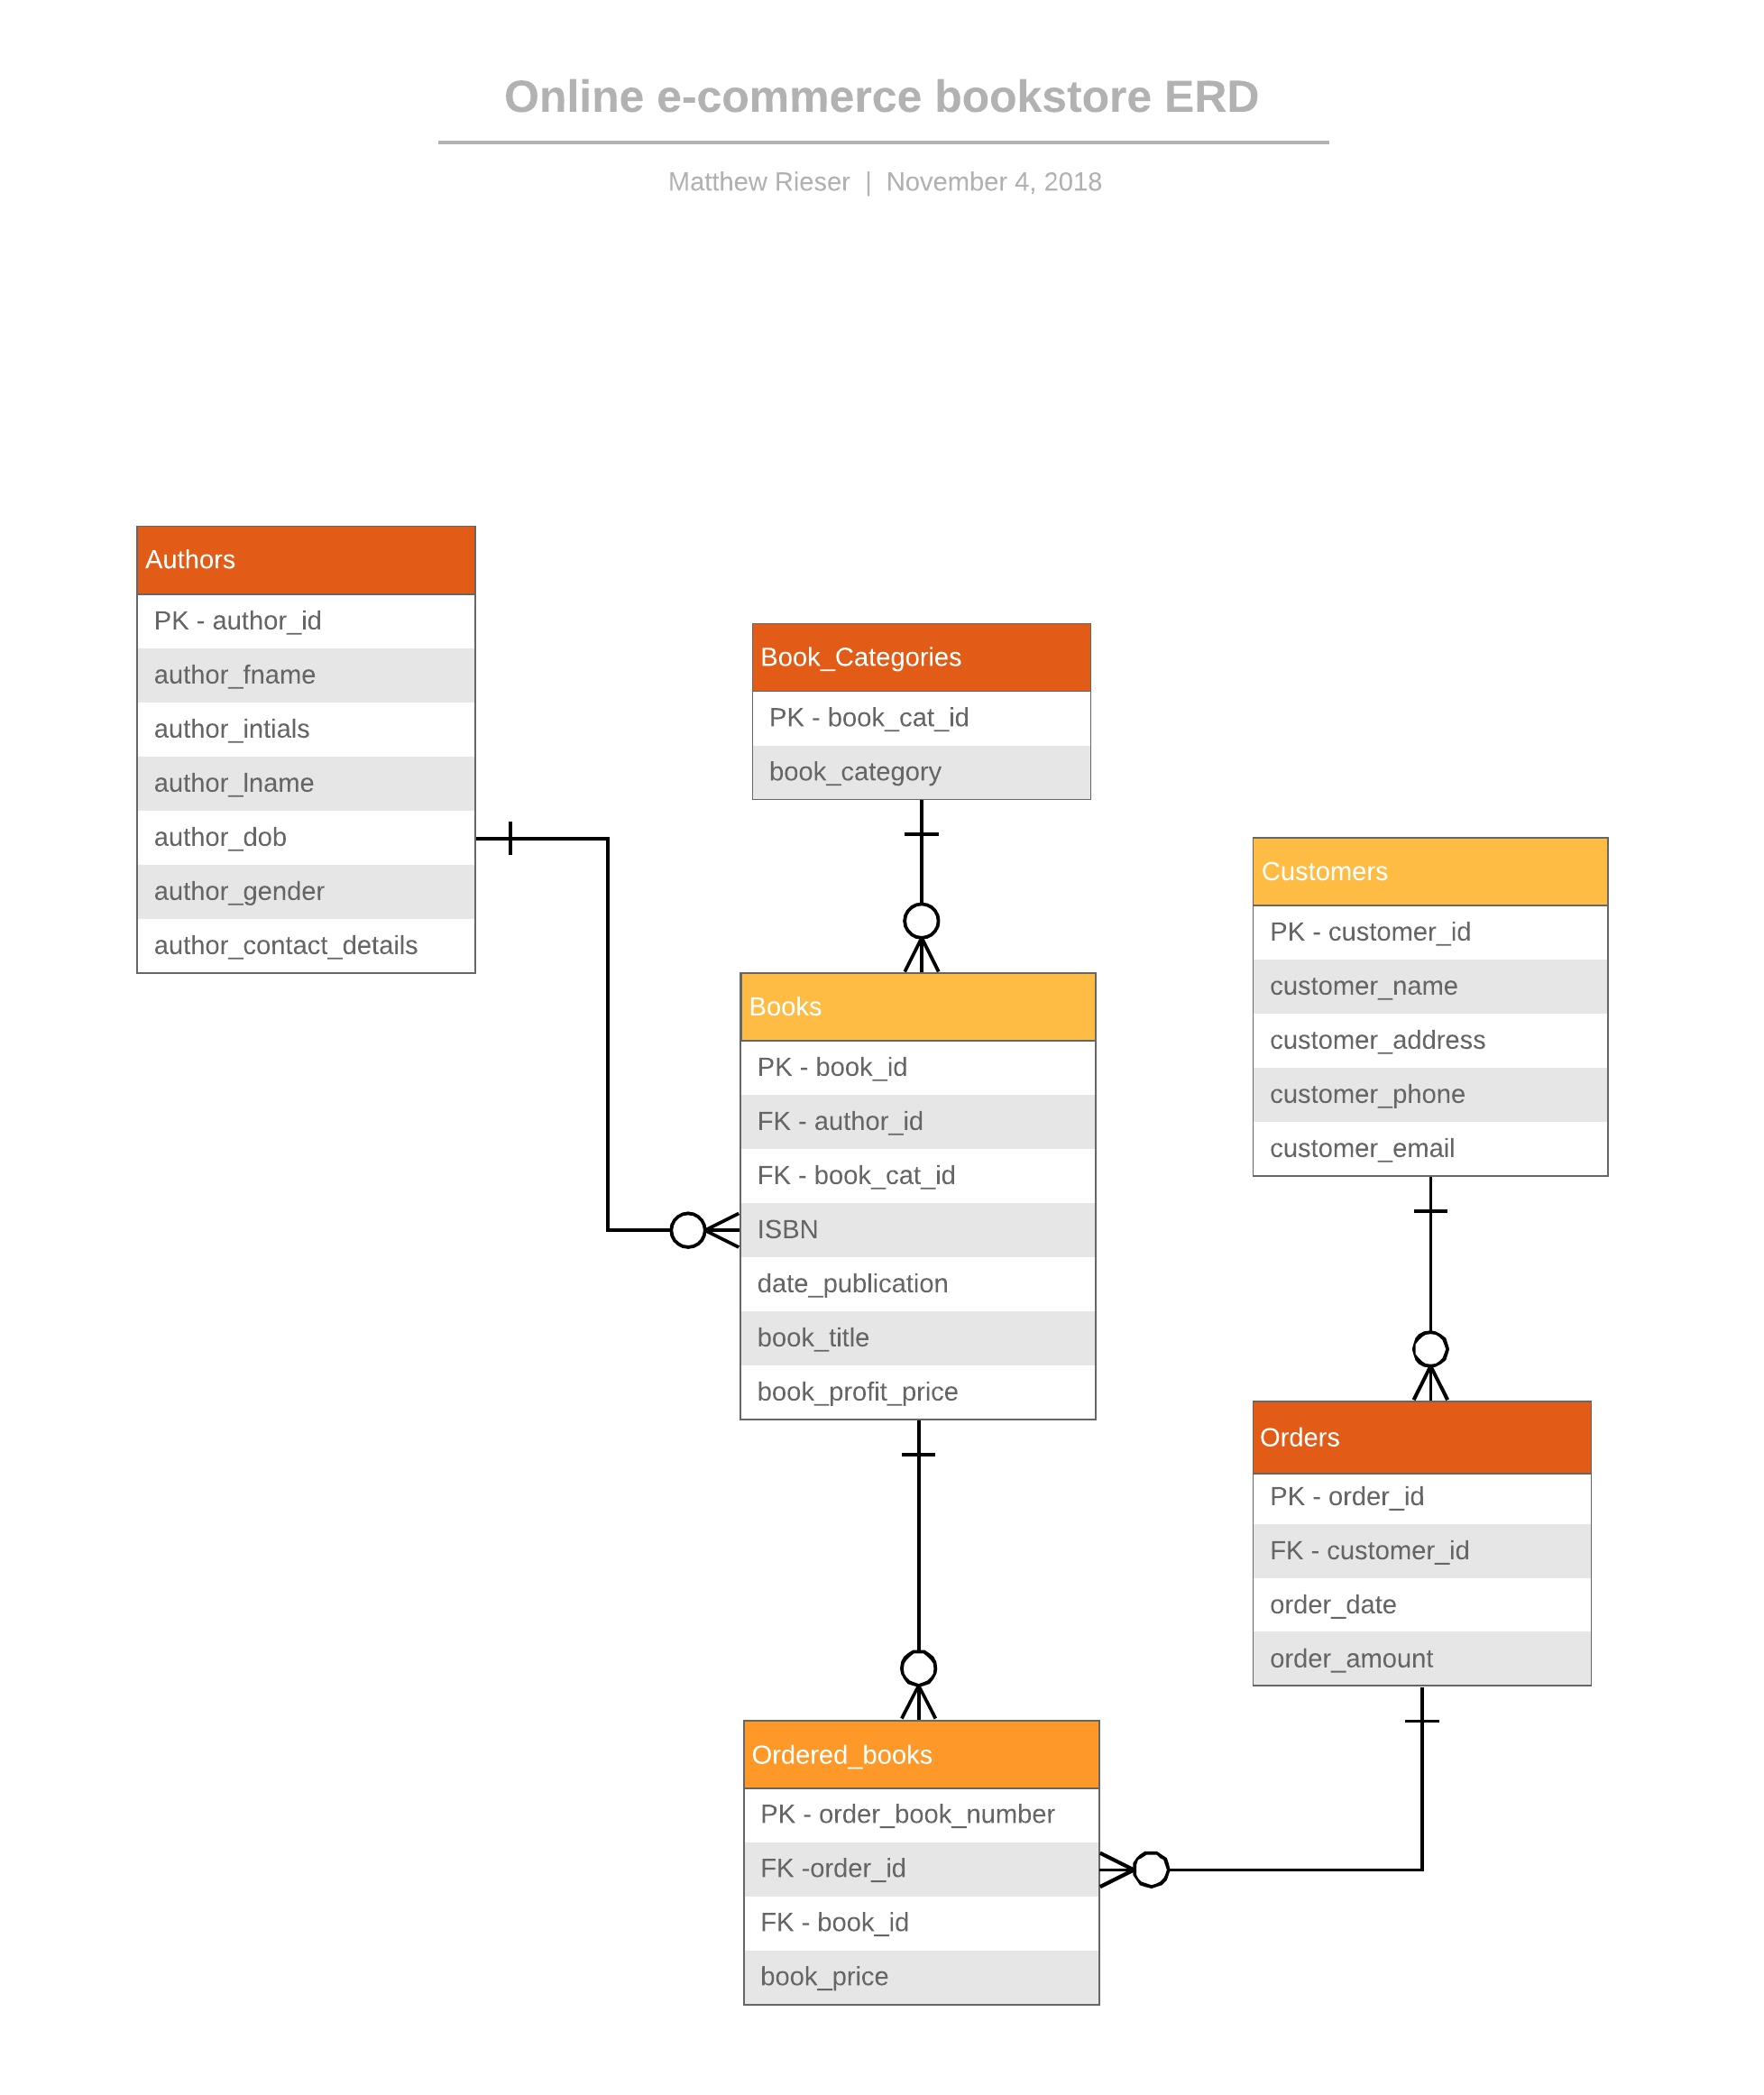 Online e-commerce bookstore ERD
Matthew Rieser | November 4, 2018
Authors
PK - author_id
author_fname
author_intials
author_lname
author_dob
author_gender
author_contact_details
Book_Categories
PK - book_cat_id
book_category
Books
PK - book_id
FK - author_id
FK - book_cat_id
ISBN
date_publication
book_title
book_profit_price
Customers
PK - customer_id
customer_name
customer_address
customer_phone
customer_email
Orders
PK - order_id
FK - customer_id
order_date
order_amount
Ordered_books
PK - order_book_number
FK -order_id
FK - book_id
book_price